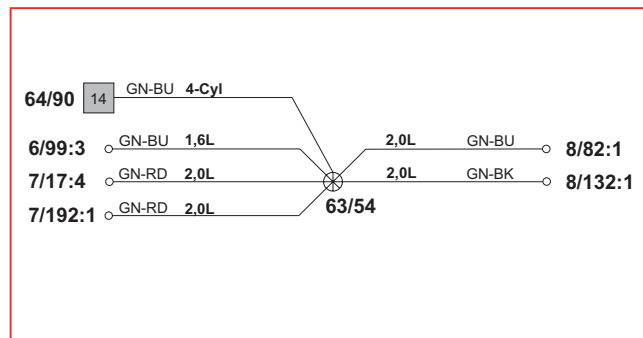 64/90 14 GN-BU 4-Cyl
6/99:3 GN-BU 1,6L 2,0L GN-BU 8/82:1
7/17:4 GN-RD 2,0L 2,0L GN-BK 8/132:1
7/192:1 GN-RD 2,0L 63/54